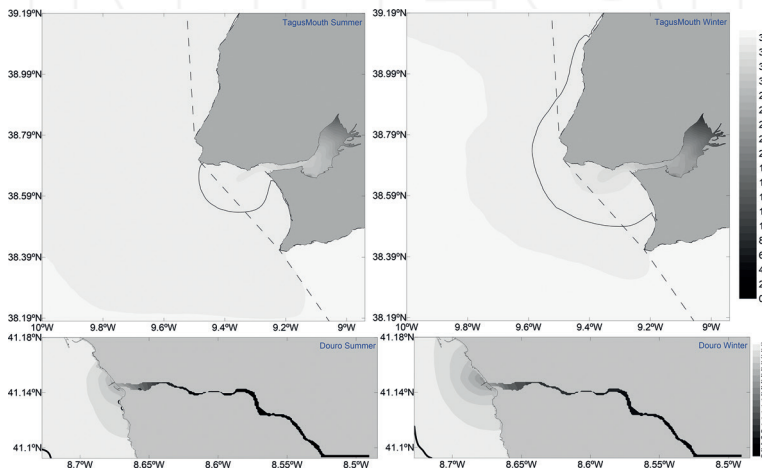 TagusMouth Summer
39.19ºN
38.99ºN
38.79ºN
38.59ºN
38.39ºN
38.19ºN
10ºW 9.8ºW 9.6ºW 9.4ºW 9.2ºW 9ºW
TagusMouth Winter
39.19ºN
38.99ºN
38.79ºN
38.59ºN
38.39ºN
38.19ºN
10ºW 9.8ºW 9.6ºW 9.4ºW 9.2ºW 9ºW
Douro Summer
41.18ºN
41.14ºN
41.1ºN
8.7ºW 8.65ºW 8.6ºW 8.55ºW 8.5ºW
Douro Winter
41.18ºN
41.14ºN
41.1ºN
8.7ºW 8.65ºW 8.6ºW 8.55ºW 8.5ºW